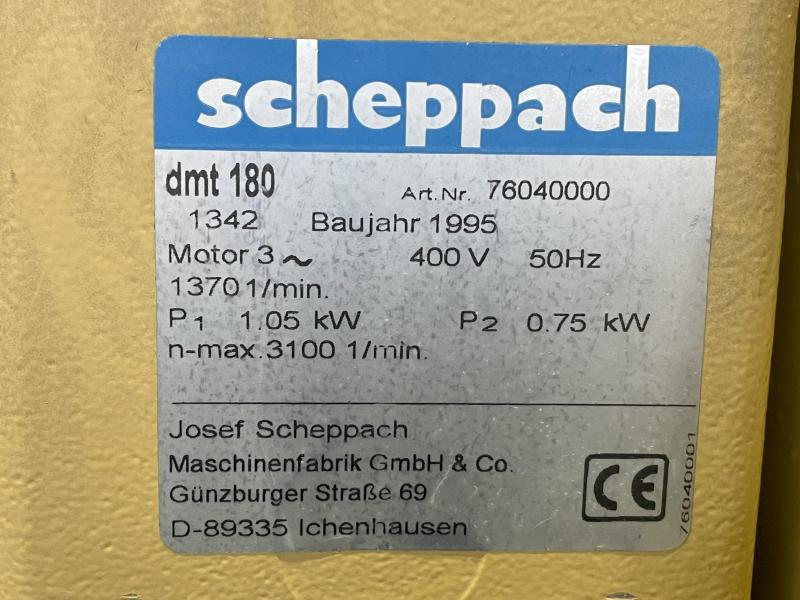 scheppach
dmt 180 Art.Nr. 76040000
1342 Baujahr 1995
Motor 3 ~ 400 V 50Hz
1370 1/min.
P1 1.05 kW P2 0.75 kW
n-max.3100 1/min.
Josef Scheppach
Maschinenfabrik GmbH & Co.
Günzburger Straße 69
D-89335 Ichenhausen
CE
76040001